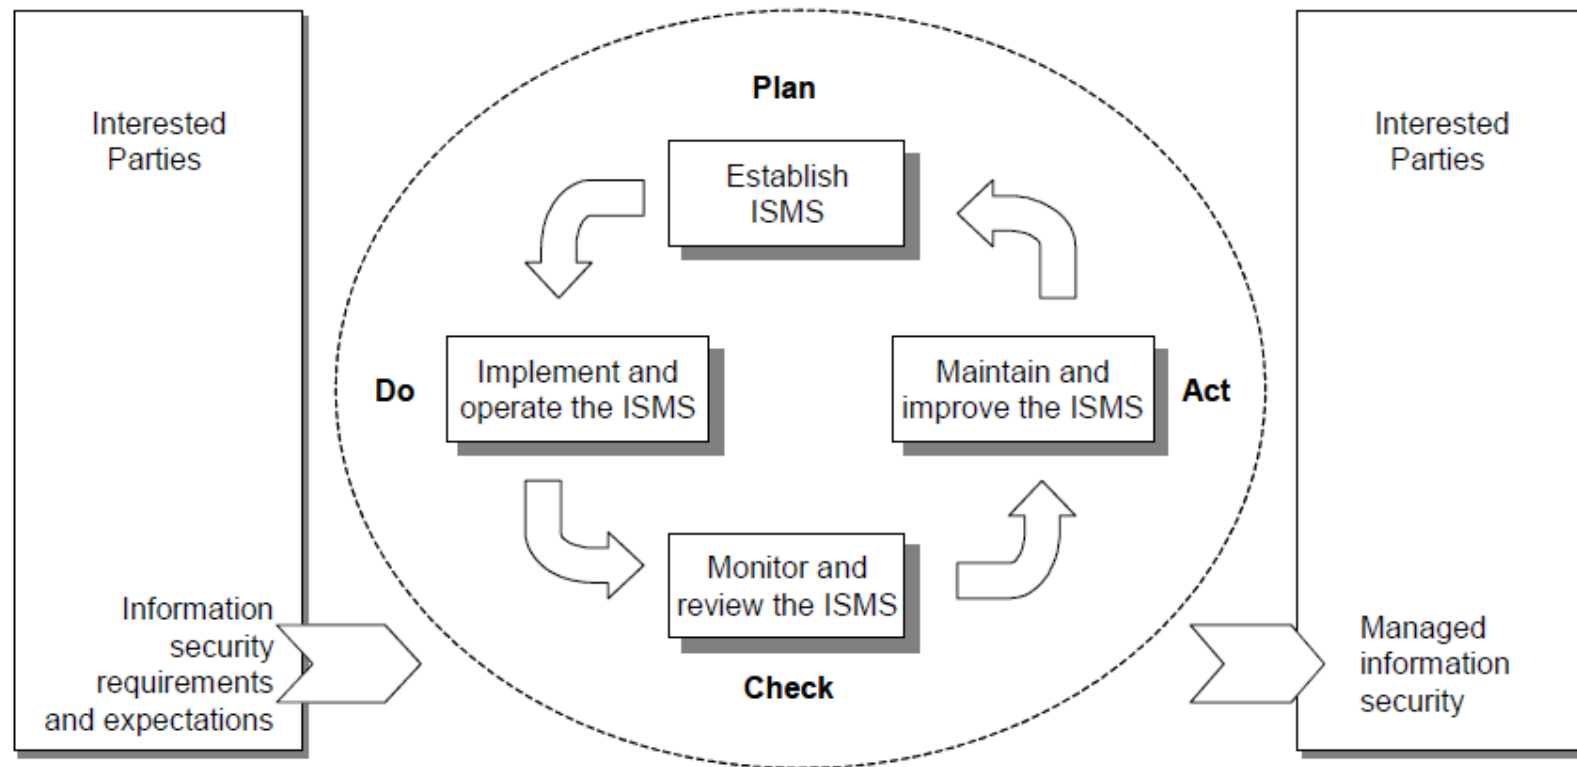 Interested
Parties
Information
security
requirements
and expectations
Plan
Establish
ISMS
Do
Implement and
operate the ISMS
Maintain and
improve the ISMS
Act
Monitor and
review the ISMS
Check
Interested
Parties
Managed
information
security